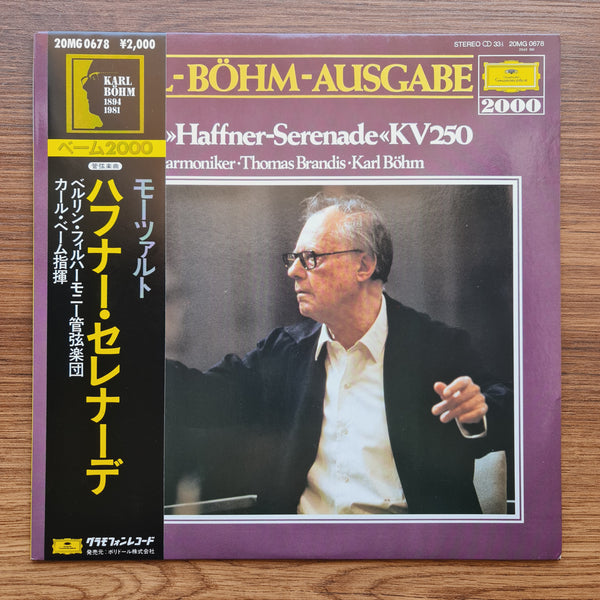 20MG 0678 ¥2,000
KARL
BÖHM
1894
1981
ベーム2000
管弦楽曲
モーツァルト
ハフナー・セレナーデ
ベルリン・フィルハーモニー管弦楽団
カール・ベーム指揮
グラモフォンレコード
発売元:ポリドール株式会社
STEREO 33⅓ 20MG 0678
L-BÖHM-AUSGABE
2000
»Haffner-Serenade«KV250
armoniker·Thomas Brandis·Karl Böhm